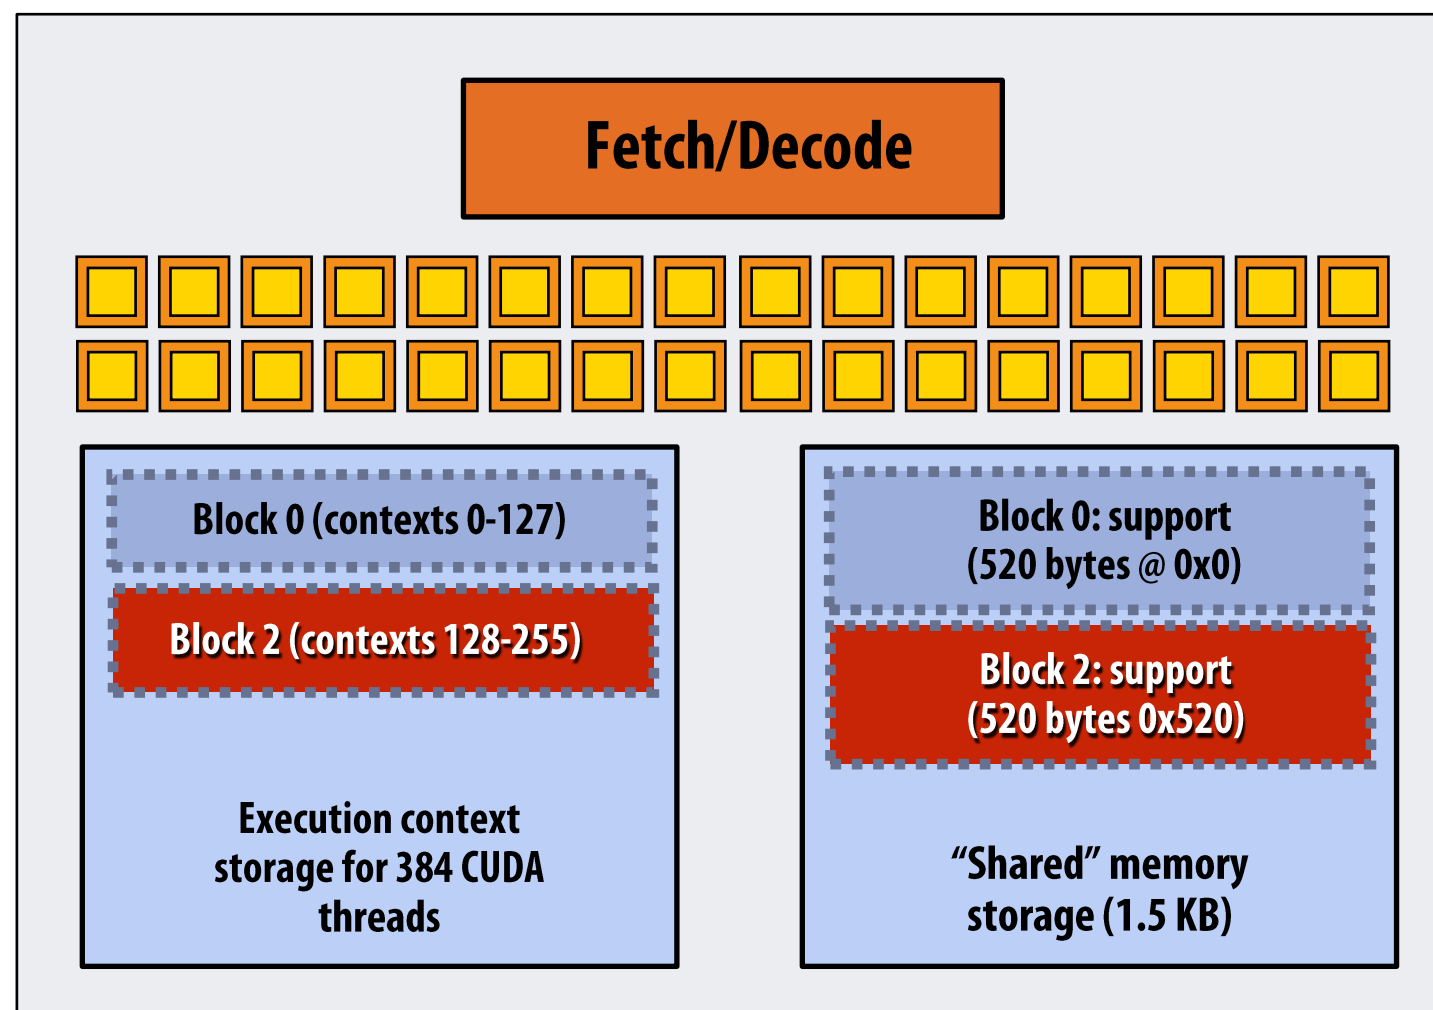 Fetch/Decode
Block 0 (contexts 0-127)
Block 2 (contexts 128-255)
Execution context
storage for 384 CUDA
threads
Block 0: support
(520 bytes @ 0x0)
Block 2: support
(520 bytes 0x520)
“Shared” memory
storage (1.5 KB)